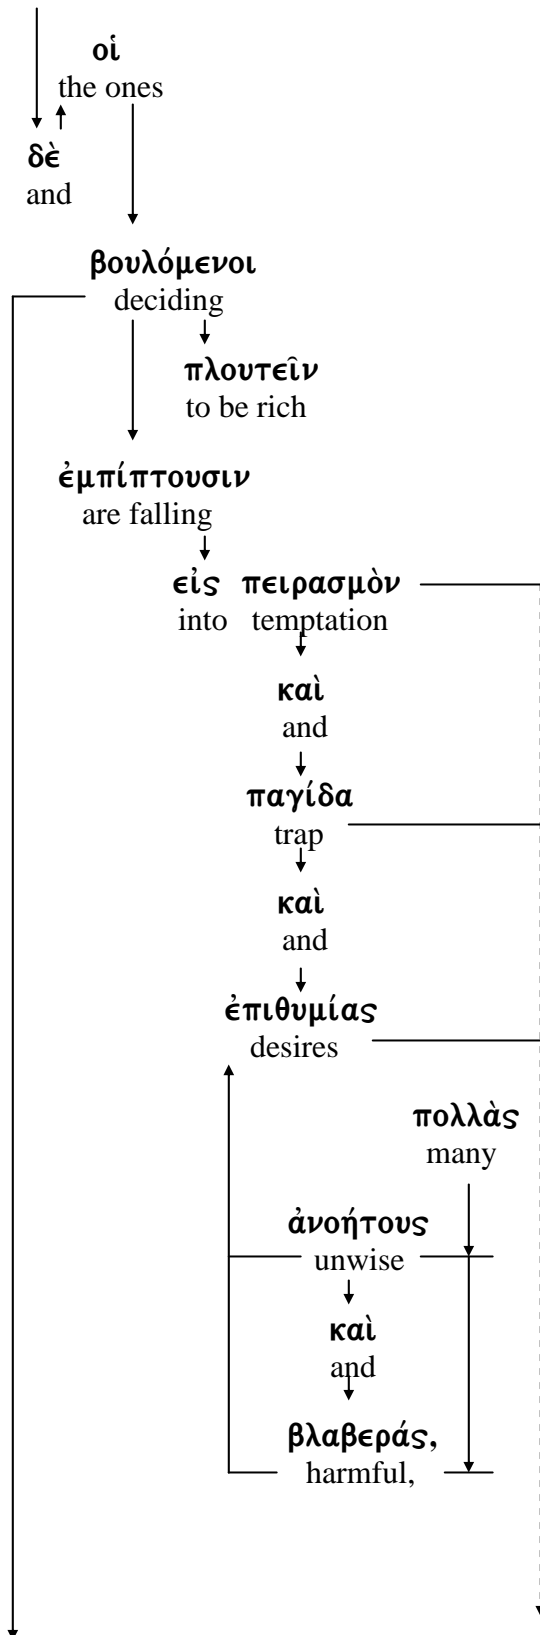 οἱ
the ones
δὲ
and
βουλόμενοι
deciding
πλουτεῖν
to be rich
ἐμπίπτουσιν
are falling
εἰς πειρασμὸν
into temptation
καὶ
and
παγίδα
trap
καὶ
and
ἐπιθυμίας
desires
πολλὰς
many
ἀνοήτους
unwise
καὶ
and
βλαβεράς,
harmful,